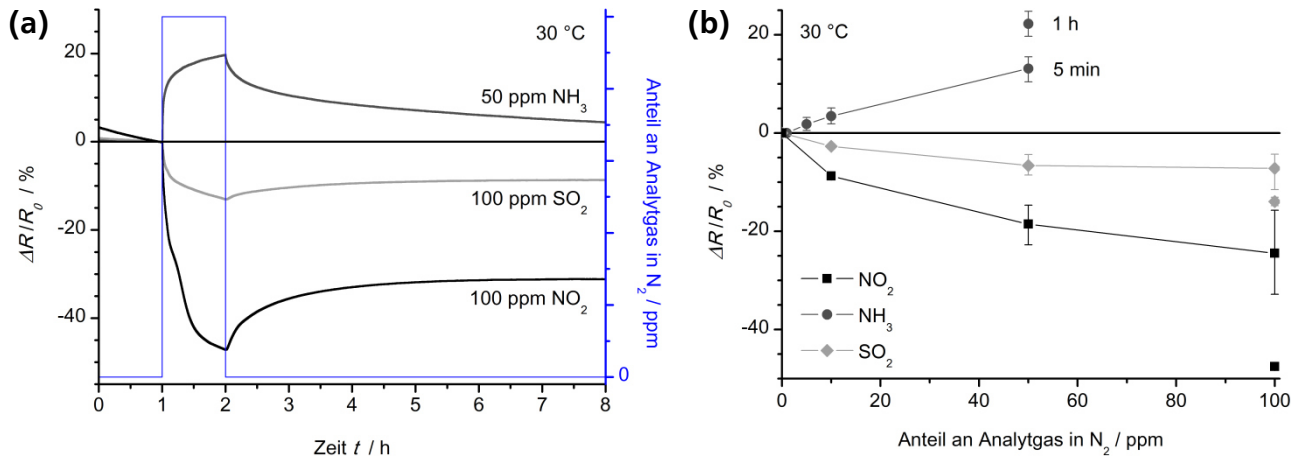 (a)
30 °C
20
0
-20
-40
ΔR/R₀ / %
50 ppm NH₃
100 ppm SO₂
100 ppm NO₂
0
Anteil an Analytgas in N₂ / ppm
0 1 2 3 4 5 6 7 8
Zeit t / h
(b)
30 °C
1 h
5 min
20
0
-20
-40
ΔR/R₀ / %
NO₂
NH₃
SO₂
0 20 40 60 80 100
Anteil an Analytgas in N₂ / ppm